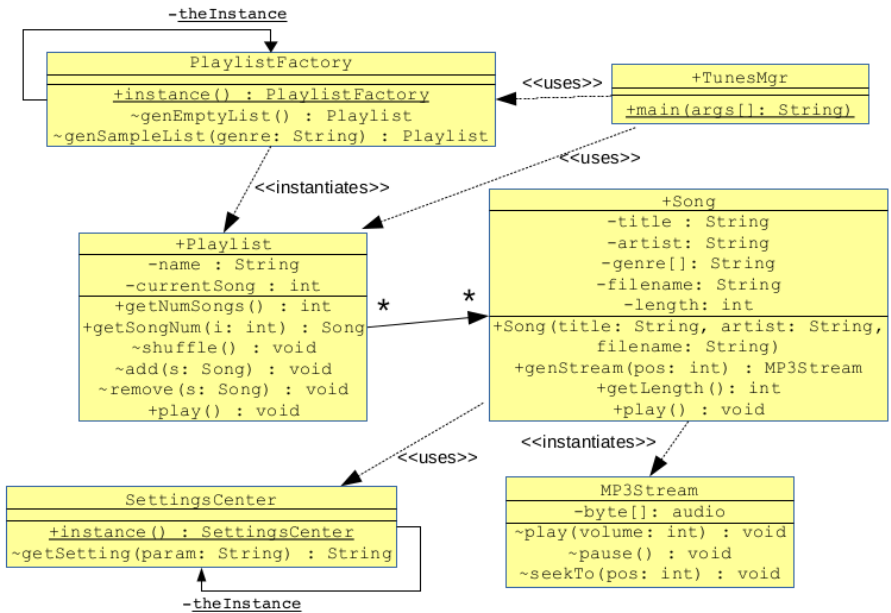 -theInstance
PlaylistFactory
+instance() : PlaylistFactory
~genEmptyList() : Playlist
~genSampleList(genre: String) : Playlist
<<uses>>
+TunesMgr
+main(args[]: String)
<<uses>>
<<instantiates>>
+Playlist
-name : String
-currentSong : int
+getNumSongs() : int
+getSongNum(i: int) : Song
~shuffle() : void
~add(s: Song) : void
~remove(s: Song) : void
+play() : void
*
*
+Song
-title : String
-artist: String
-genre[]: String
-filename: String
-length: int
+Song(title: String, artist: String,
filename: String)
+genStream(pos: int) : MP3Stream
+getLength(): int
+play() : void
<<uses>>
<<instantiates>>
SettingsCenter
+instance() : SettingsCenter
~getSetting(param: String) : String
-theInstance
MP3Stream
-byte[]: audio
~play(volume: int) : void
~pause() : void
~seekTo(pos: int) : void